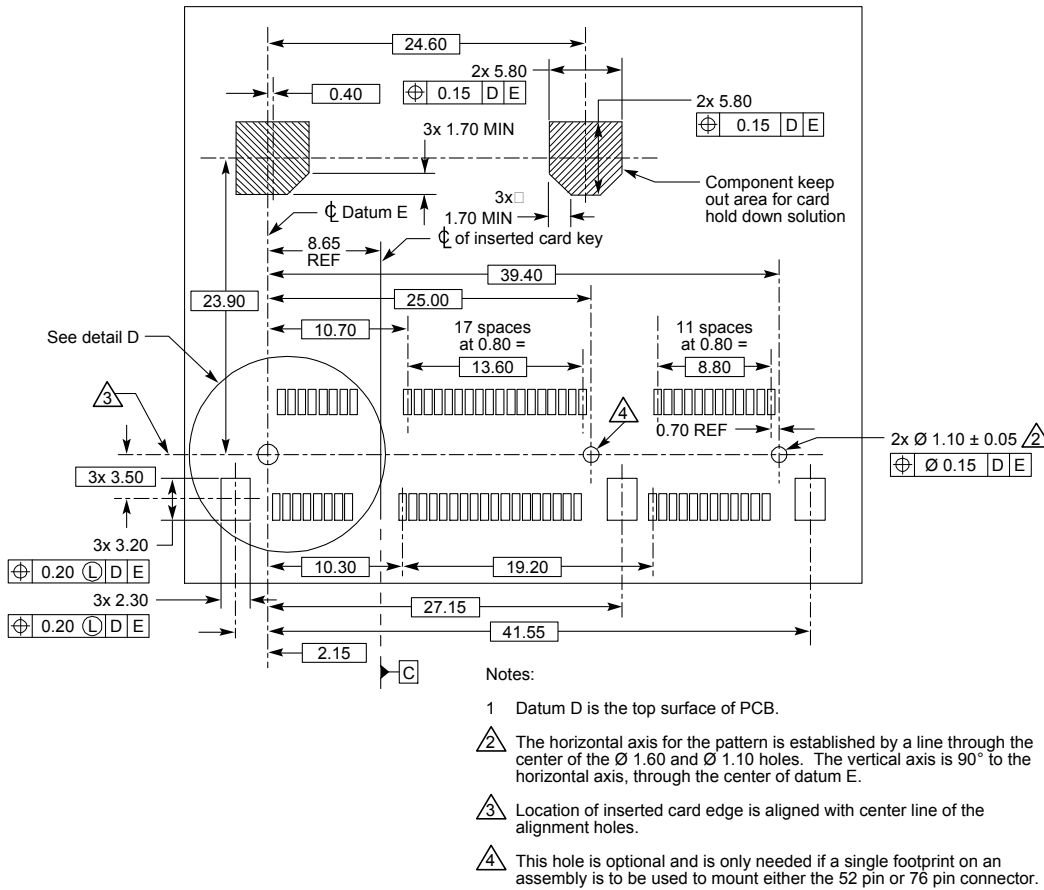 24.60
2x 5.80
0.40
⌖ 0.15 D E
2x 5.80
⌖ 0.15 D E
3x 1.70 MIN
Component keep
out area for card
hold down solution
3x□
1.70 MIN
℄ Datum E
℄ of inserted card key
8.65
REF
39.40
23.90
25.00
See detail D
10.70
17 spaces
at 0.80 =
13.60
11 spaces
at 0.80 =
8.80
3
4
0.70 REF
2x Ø 1.10 ± 0.05 2
⌖ Ø 0.15 D E
3x 3.50
3x 3.20
⌖ 0.20 Ⓛ D E
10.30
19.20
3x 2.30
⌖ 0.20 Ⓛ D E
27.15
41.55
2.15
C
Notes:
1 Datum D is the top surface of PCB.
2 The horizontal axis for the pattern is established by a line through the
center of the Ø 1.60 and Ø 1.10 holes. The vertical axis is 90° to the
horizontal axis, through the center of datum E.
3 Location of inserted card edge is aligned with center line of the
alignment holes.
4 This hole is optional and is only needed if a single footprint on an
assembly is to be used to mount either the 52 pin or 76 pin connector.